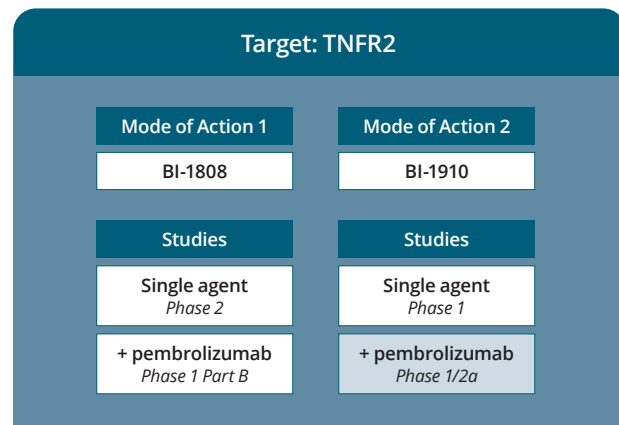 Target: TNFR2
Mode of Action 1
BI-1808
Studies
Single agent
Phase 2
+ pembrolizumab
Phase 1 Part B
Mode of Action 2
BI-1910
Studies
Single agent
Phase 1
+ pembrolizumab
Phase 1/2a